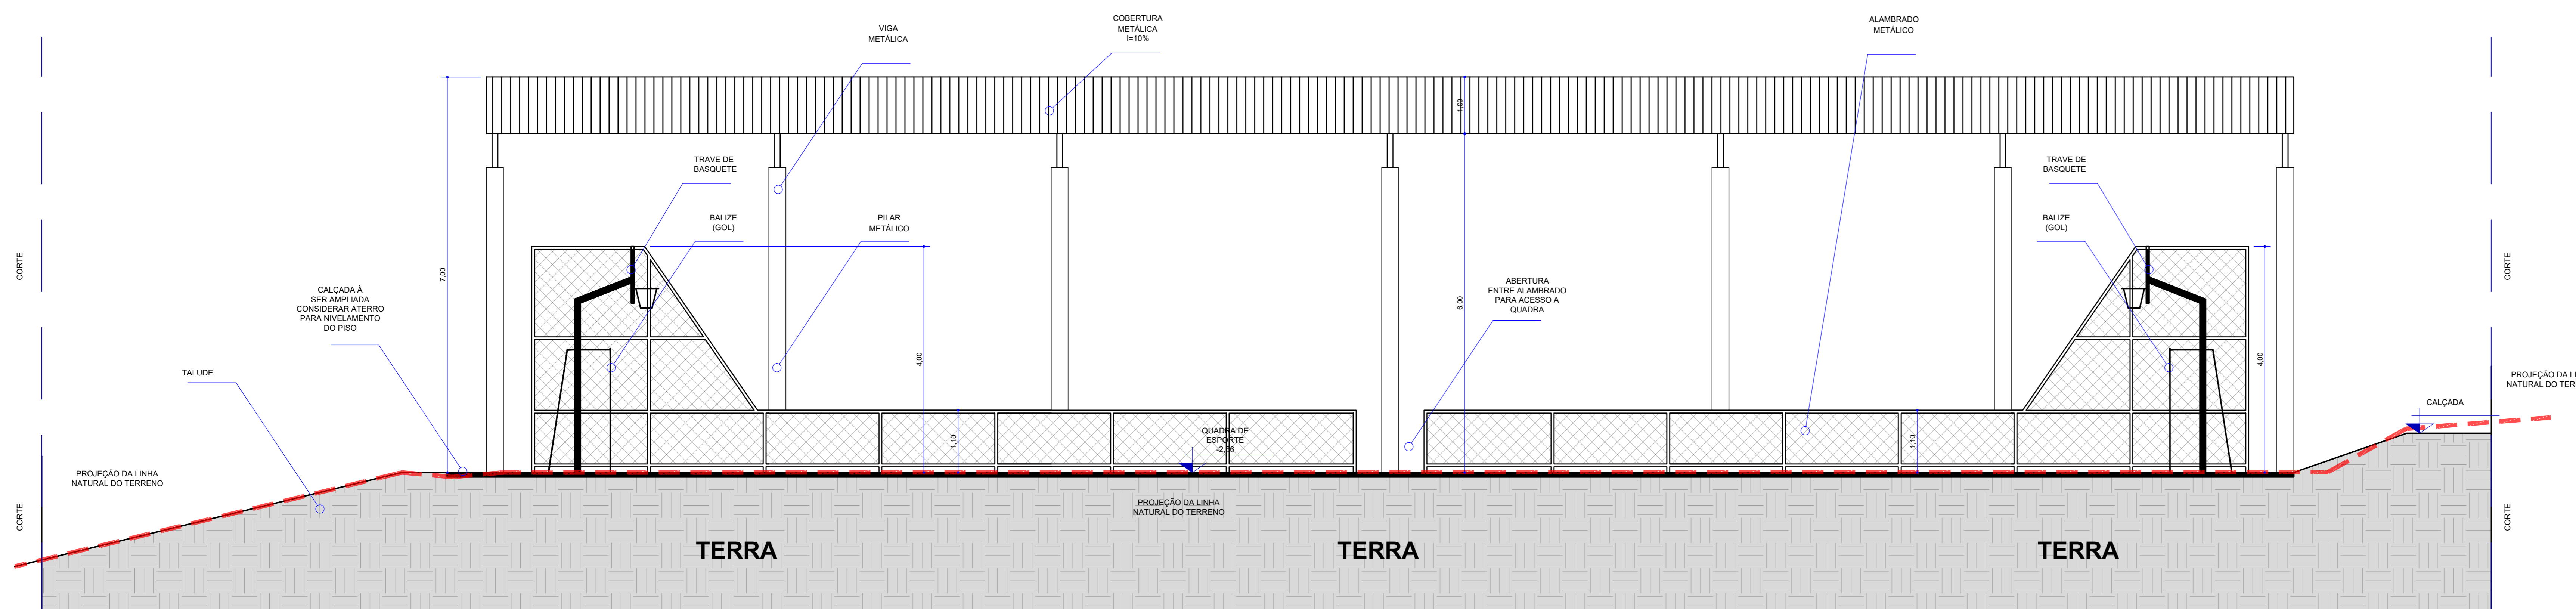 VIGA
METÁLICA
COBERTURA
METÁLICA
I=10%
ALAMBRADO
METÁLICO
1,00
TRAVE DE
BASQUETE
TRAVE DE
BASQUETE
BALIZE
(GOL)
PILAR
METÁLICO
BALIZE
(GOL)
CORTE
7,00
CALÇADA À
SER AMPLIADA
CONSIDERAR ATERRO
PARA NIVELAMENTO
DO PISO
ABERTURA
ENTRE ALAMBRADO
PARA ACESSO A
QUADRA
6,00
CORTE
TALUDE
4,00
4,00
PROJEÇÃO DA LI
NATURAL DO TER
CALÇADA
1,10
QUADRA DE
ESPORTE
-2,56
1,10
PROJEÇÃO DA LINHA
NATURAL DO TERRENO
PROJEÇÃO DA LINHA
NATURAL DO TERRENO
CORTE
CORTE
TERRA
TERRA
TERRA